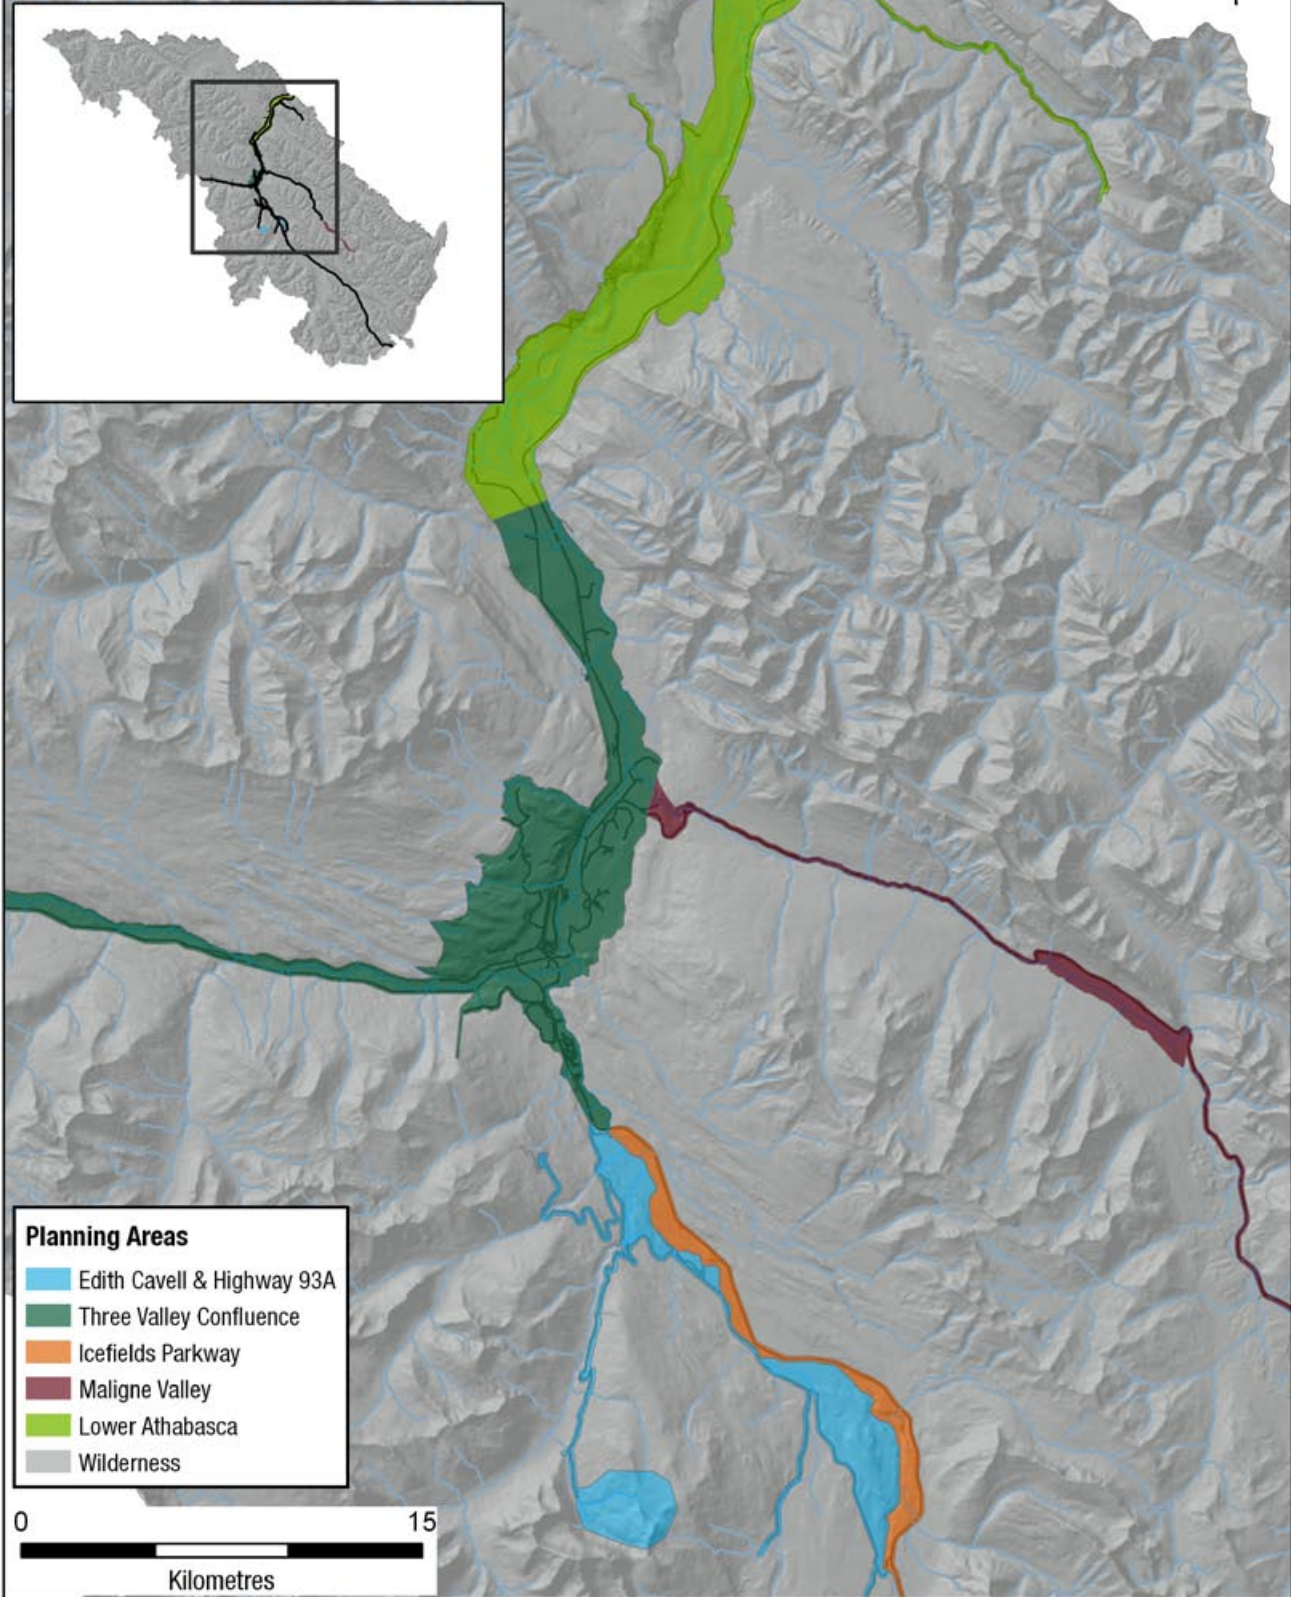 Planning Areas
Edith Cavell & Highway 93A
Three Valley Confluence
Icefields Parkway
Maligne Valley
Lower Athabasca
Wilderness
0 15
Kilometres